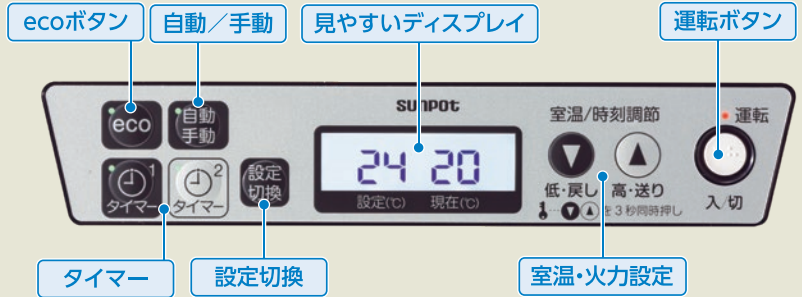 ecoボタン
自動／手動
見やすいディスプレイ
運転ボタン
eco
自動
手動
sunpot
室温/時刻調節
運転
1
タイマー
2
タイマー
設定
切換
24 20
設定(℃) 現在(℃)
低・戻し 高・送り
…▼▲を3秒同時押し
入/切
タイマー
設定切換
室温・火力設定